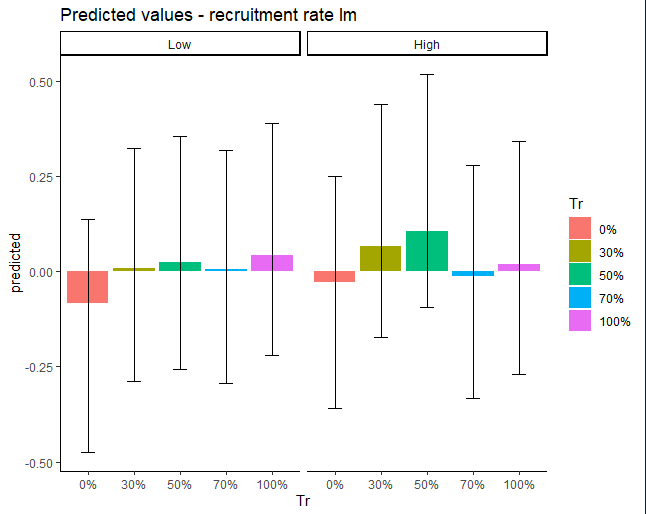 Predicted values - recruitment rate lm
Low
High
0.50
0.25
0.00
-0.25
-0.50
predicted
0% 30% 50% 70% 100%
0% 30% 50% 70% 100%
Tr
Tr
0%
30%
50%
70%
100%